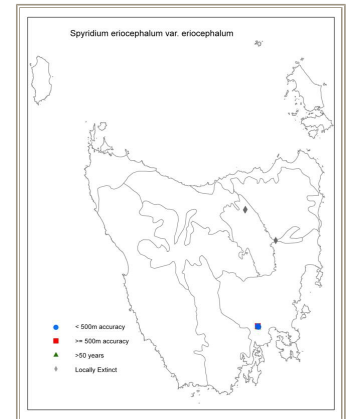 Spyridium eriocephalum var. eriocephalum
< 500m accuracy
>= 500m accuracy
>50 years
Locally Extinct